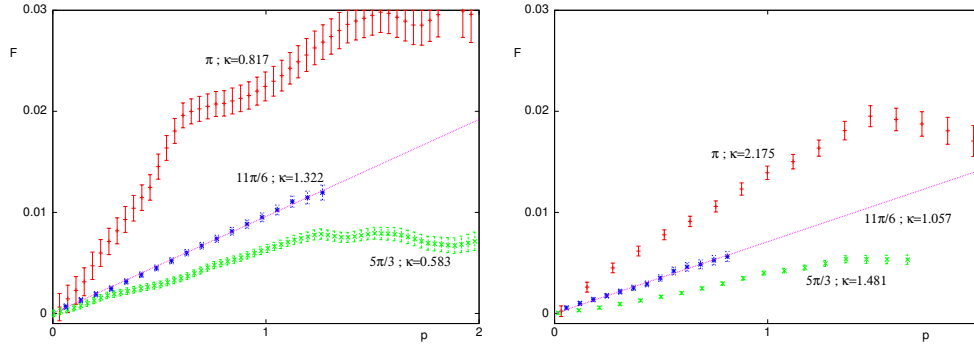 0.03
F
π ; κ=0.817
0.02
11π/6 ; κ=1.322
0.01
5π/3 ; κ=0.583
0
0
1
p
2
0.03
F
0.02
π ; κ=2.175
11π/6 ; κ=1.057
0.01
5π/3 ; κ=1.481
0
0
1
p